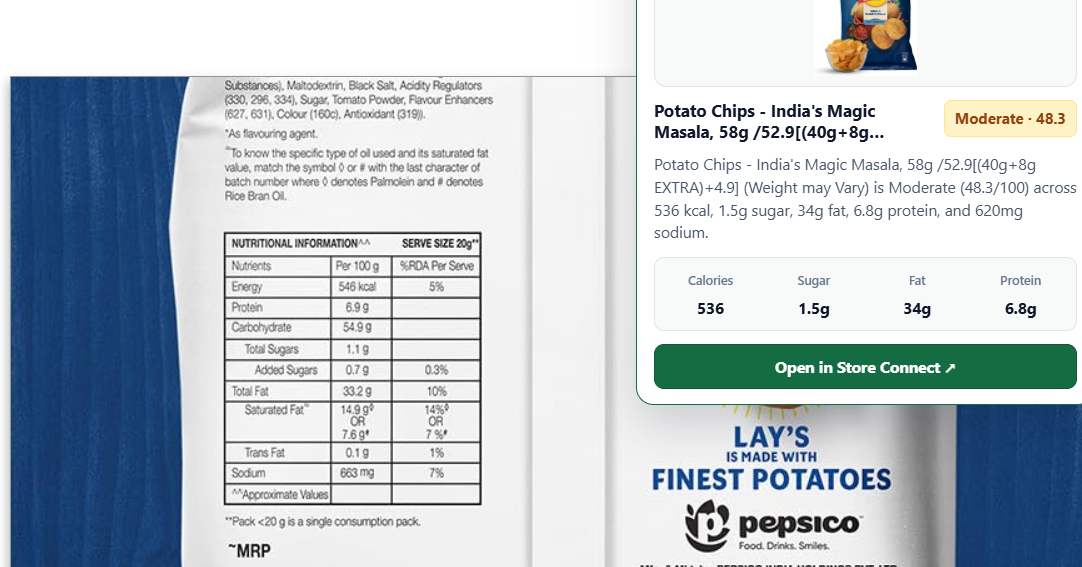 Substances), Maltodextrin, Black Salt, Acidity Regulators
(330, 296, 334), Sugar, Tomato Powder, Flavour Enhancers
(627, 631), Colour (160c), Antioxidant (319)).
*As flavouring agent.
˜To know the specific type of oil used and its saturated fat
value, match the symbol ◊ or # with the last character of
batch number where ◊ denotes Palmolein and # denotes
Rice Bran Oil.
NUTRITIONAL INFORMATION^^ SERVE SIZE 20g**
Nutrients Per 100 g %RDA Per Serve
Energy 546 kcal 5%
Protein 6.9 g
Carbohydrate 54.9 g
Total Sugars 1.1 g
Added Sugars 0.7 g 0.3%
Total Fat 33.2 g 10%
Saturated Fat˜ 14.9 g◊ 14%◊
OR OR
7.6 g# 7 %#
Trans Fat 0.1 g 1%
Sodium 663 mg 7%
^^Approximate Values
**Pack <20 g is a single consumption pack.
~MRP
Potato Chips - India's Magic
Masala, 58g /52.9[(40g+8g...
Moderate · 48.3
Potato Chips - India's Magic Masala, 58g /52.9[(40g+8g
EXTRA)+4.9] (Weight may Vary) is Moderate (48.3/100) across
536 kcal, 1.5g sugar, 34g fat, 6.8g protein, and 620mg
sodium.
Calories Sugar Fat Protein
536 1.5g 34g 6.8g
Open in Store Connect ↗
LAY'S
IS MADE WITH
FINEST POTATOES
pepsico
Food. Drinks. Smiles.